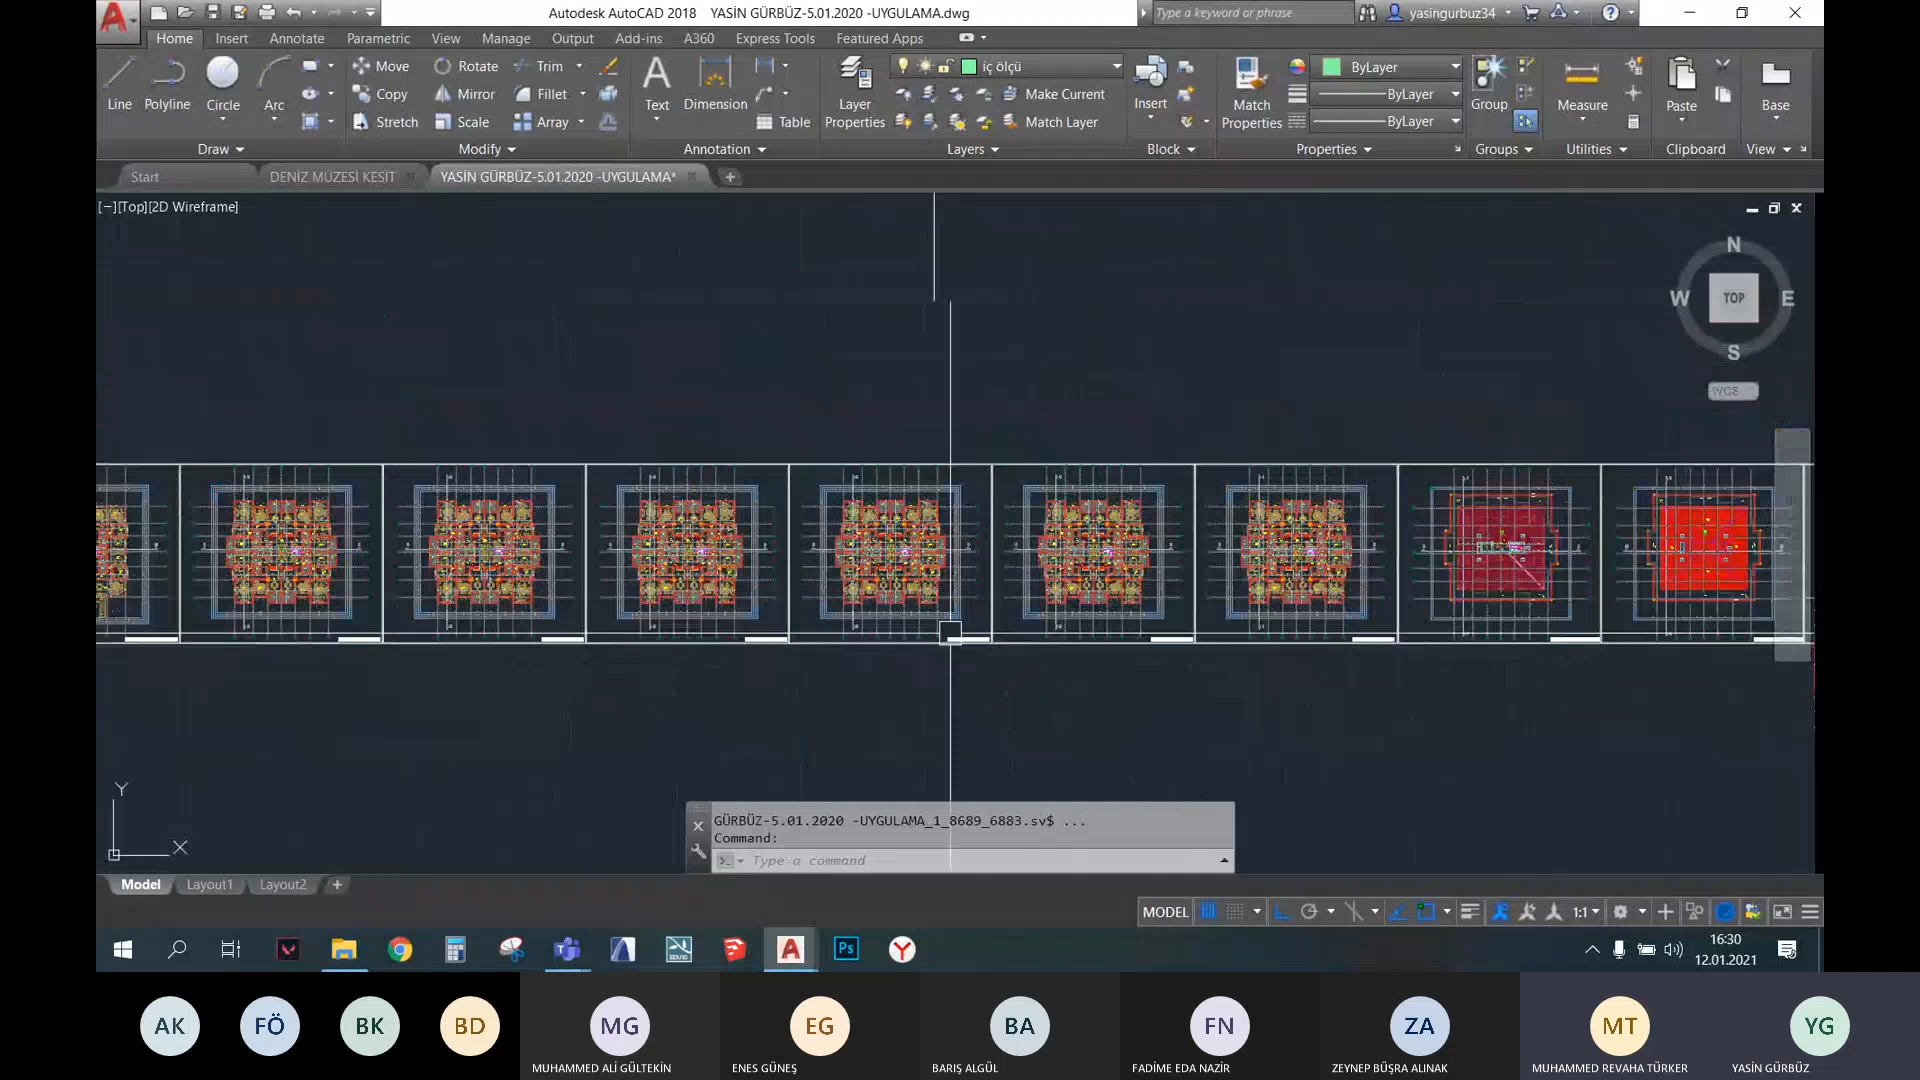 Autodesk AutoCAD 2018 YASİN GÜRBÜZ-5.01.2020 -UYGULAMA.dwg
Type a keyword or phrase
yasingurbuz34
Home Insert Annotate Parametric View Manage Output Add-ins A360 Express Tools Featured Apps
Line Polyline Circle Arc
Move Rotate Trim
Copy Mirror Fillet
Stretch Scale Array
Text Dimension
Table
Layer
Properties
iç ölçü
Make Current
Match Layer
Insert
Match
Properties
ByLayer
ByLayer
ByLayer
Group
Measure
Paste
Base
Draw Modify Annotation Layers Block Properties Groups Utilities Clipboard View
Start DENİZ MÜZESİ KESİT YASİN GÜRBÜZ-5.01.2020 -UYGULAMA*
[−][Top][2D Wireframe]
N
W TOP E
S
WCS
Y
X
GÜRBÜZ-5.01.2020 -UYGULAMA_1_8689_6883.sv$ ...
Command:
Type a command
Model Layout1 Layout2
MODEL 1:1
Ps
16:30
12.01.2021
AK FÖ BK BD MG EG BA FN ZA MT YG
MUHAMMED ALİ GÜLTEKİN ENES GÜNEŞ BARIŞ ALGÜL FADİME EDA NAZİR ZEYNEP BÜŞRA ALINAK MUHAMMED REVAHA TÜRKER YASİN GÜRBÜZ